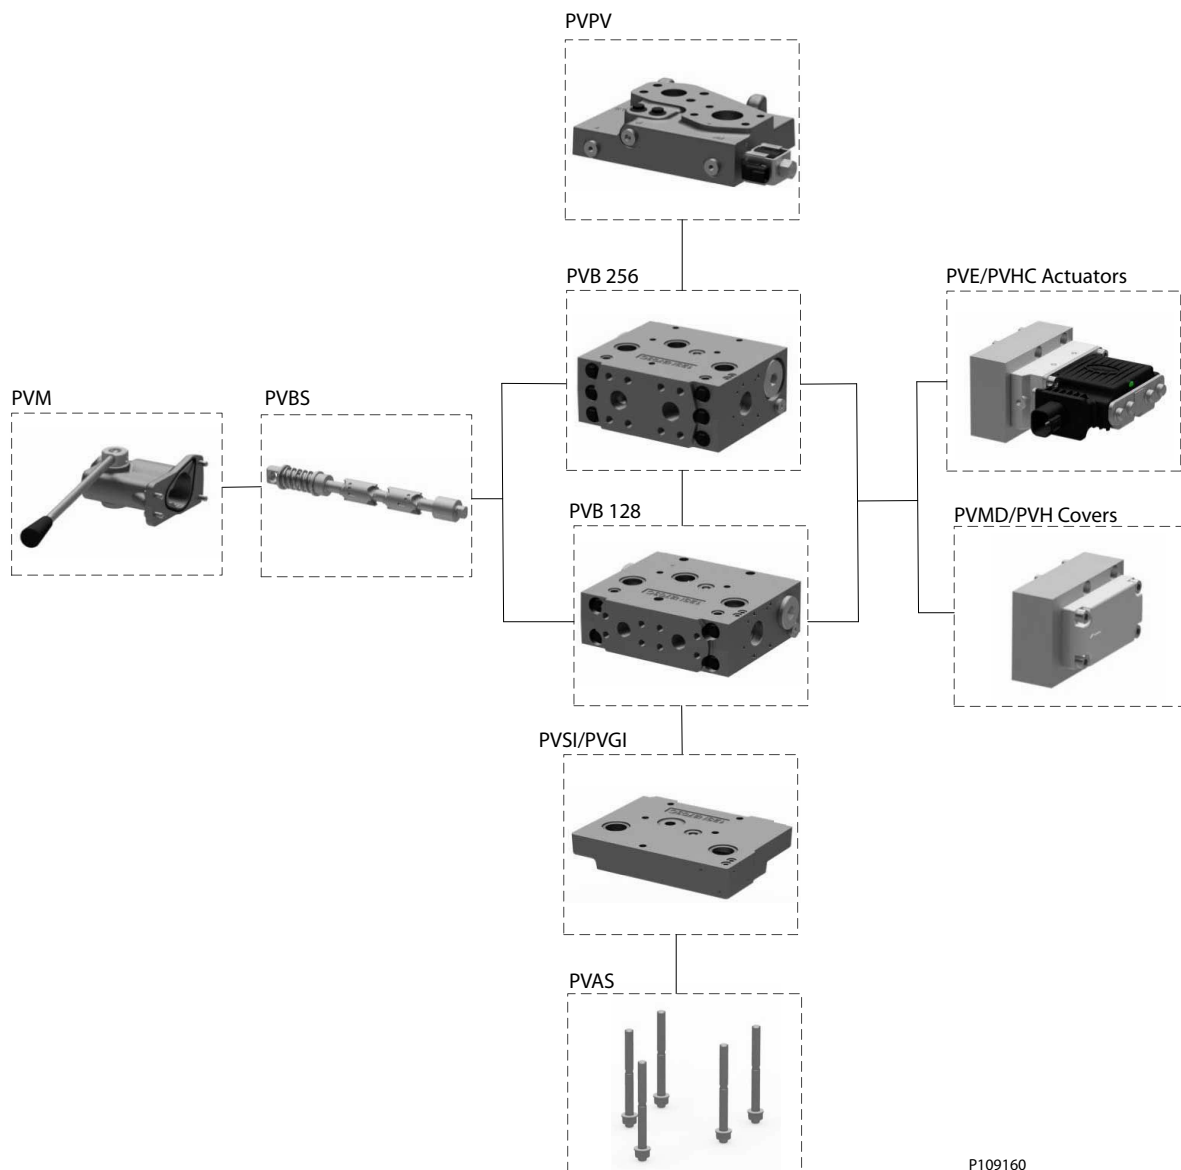 PVPV
PVB 256
PVE/PVHC Actuators
PVM
PVBS
PVB 128
PVMD/PVH Covers
PVSI/PVGI
PVAS
P109160